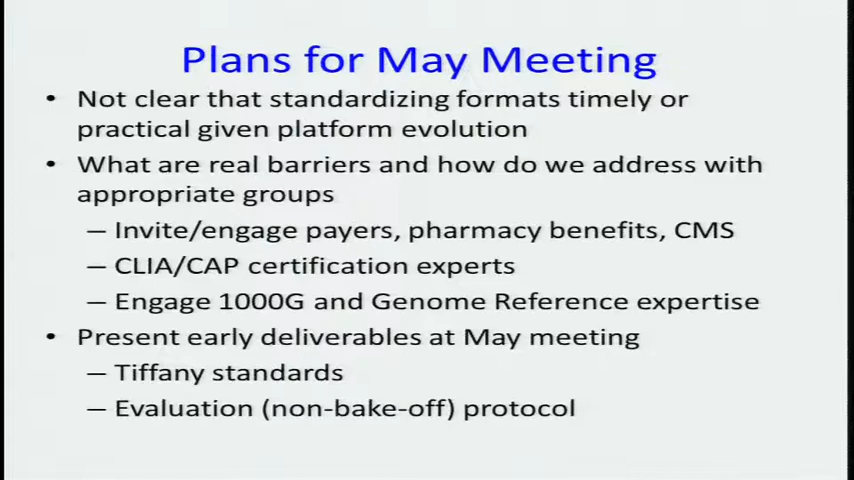 Plans for May Meeting
• Not clear that standardizing formats timely or
practical given platform evolution
• What are real barriers and how do we address with
appropriate groups
– Invite/engage payers, pharmacy benefits, CMS
– CLIA/CAP certification experts
– Engage 1000G and Genome Reference expertise
• Present early deliverables at May meeting
– Tiffany standards
– Evaluation (non-bake-off) protocol